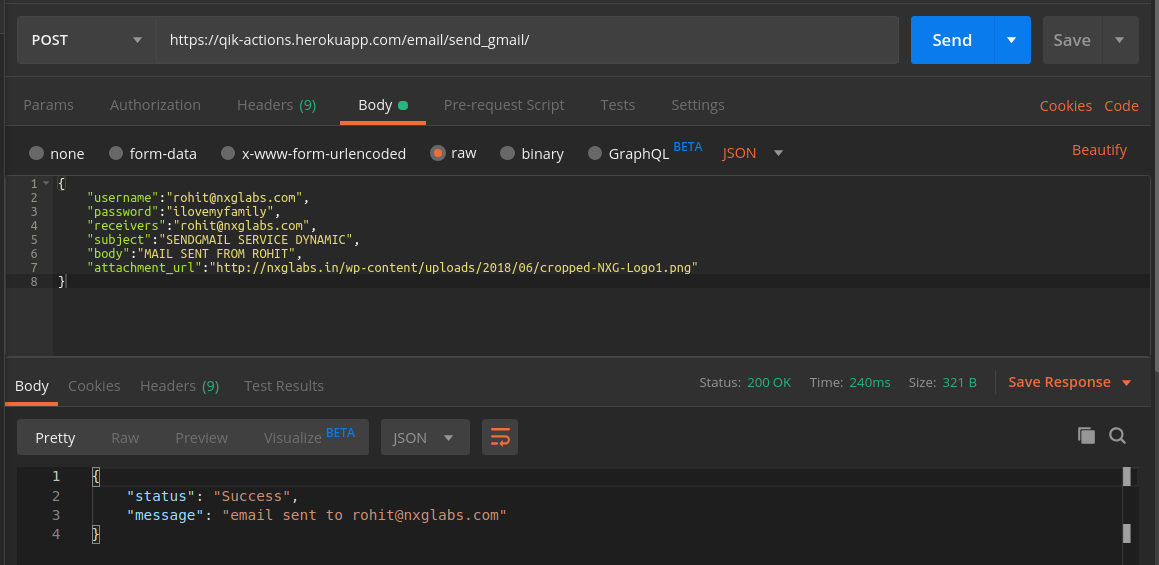 POST https://qik-actions.herokuapp.com/email/send_gmail/ Send Save
Params Authorization Headers (9) Body Pre-request Script Tests Settings Cookies Code
none form-data x-www-form-urlencoded raw binary GraphQL BETA JSON Beautify
1 {
2 "username":"rohit@nxglabs.com",
3 "password":"ilovemyfamily",
4 "receivers":"rohit@nxglabs.com",
5 "subject":"SENDGMAIL SERVICE DYNAMIC",
6 "body":"MAIL SENT FROM ROHIT",
7 "attachment_url":"http://nxglabs.in/wp-content/uploads/2018/06/cropped-NXG-Logo1.png"
8 }
Body Cookies Headers (9) Test Results Status: 200 OK Time: 240ms Size: 321 B Save Response
Pretty Raw Preview Visualize BETA JSON
1 {
2 "status": "Success",
3 "message": "email sent to rohit@nxglabs.com"
4 }